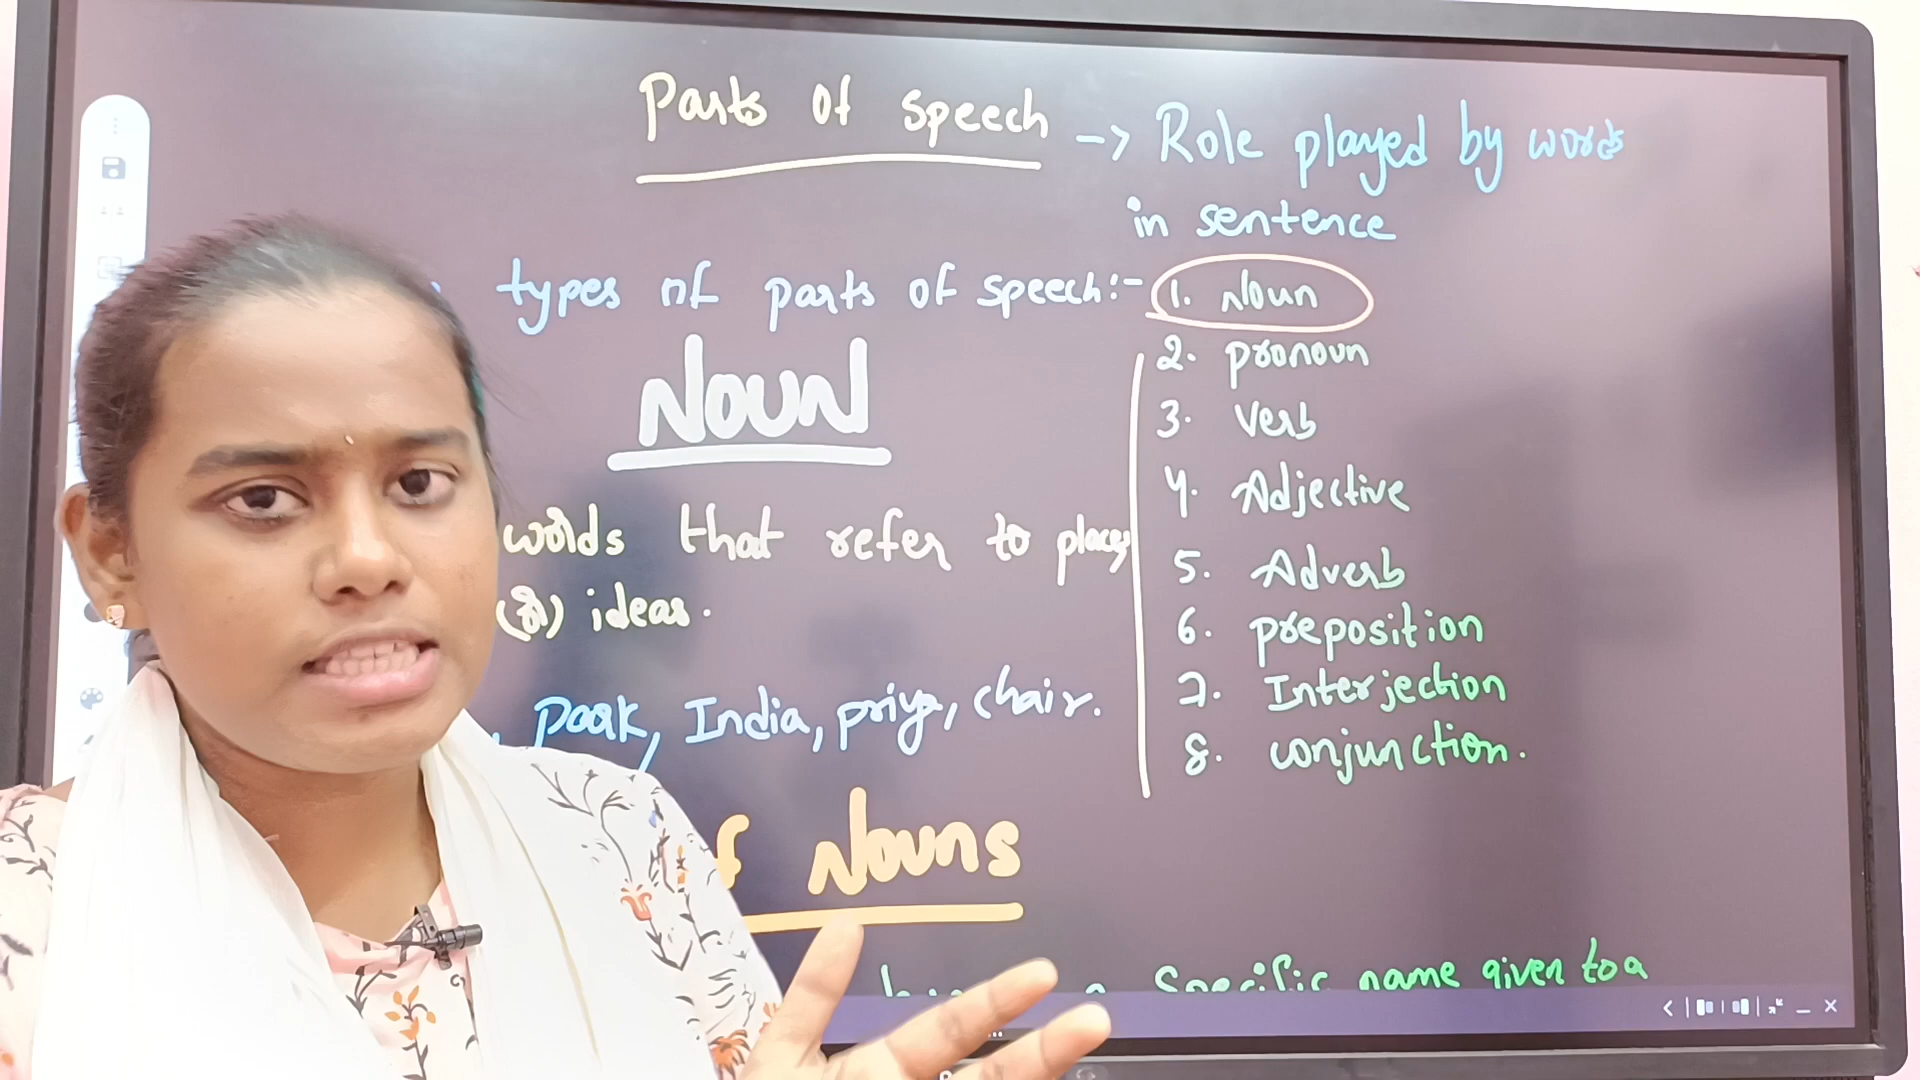 Parts of speech -> Role played by words
in sentence
types of parts of speech:- 1. Noun
2. pronoun
3. Verb
4. Adjective
5. Adverb
6. preposition
7. Interjection
8. conjunction.
NOUN
words that refer to places
ideas.
Park, India, priya, chair.
Nouns
Specific name given to a